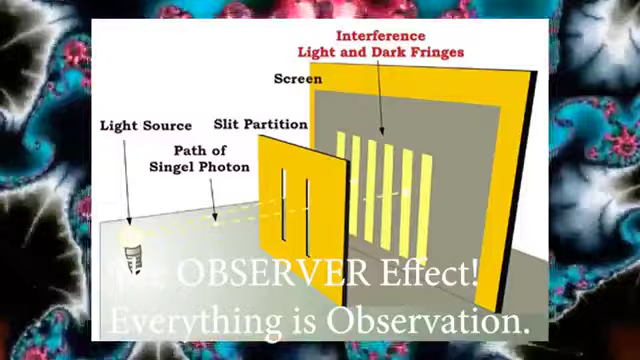 Interference
Light and Dark Fringes
Screen
Light Source
Slit Partition
Path of
Singel Photon
The OBSERVER Effect!
Everything is Observation.